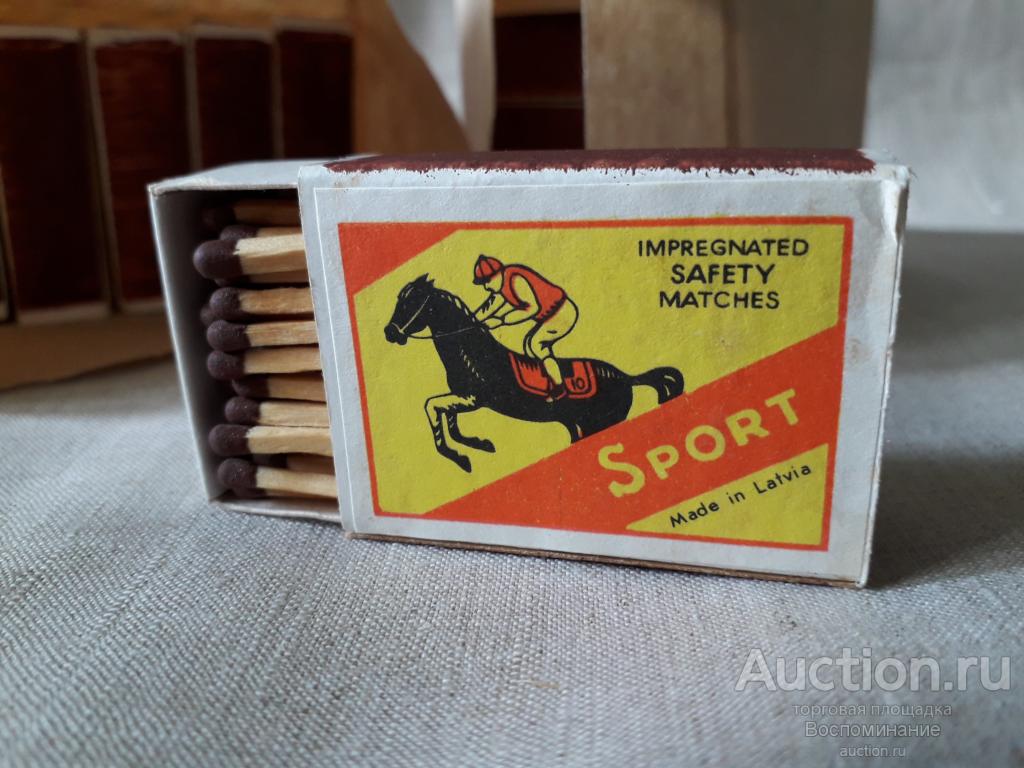 IMPREGNATED
SAFETY
MATCHES
10
SPORT
Made in Latvia
Auction.ru
торговая площадка
Воспоминание
auction.ru